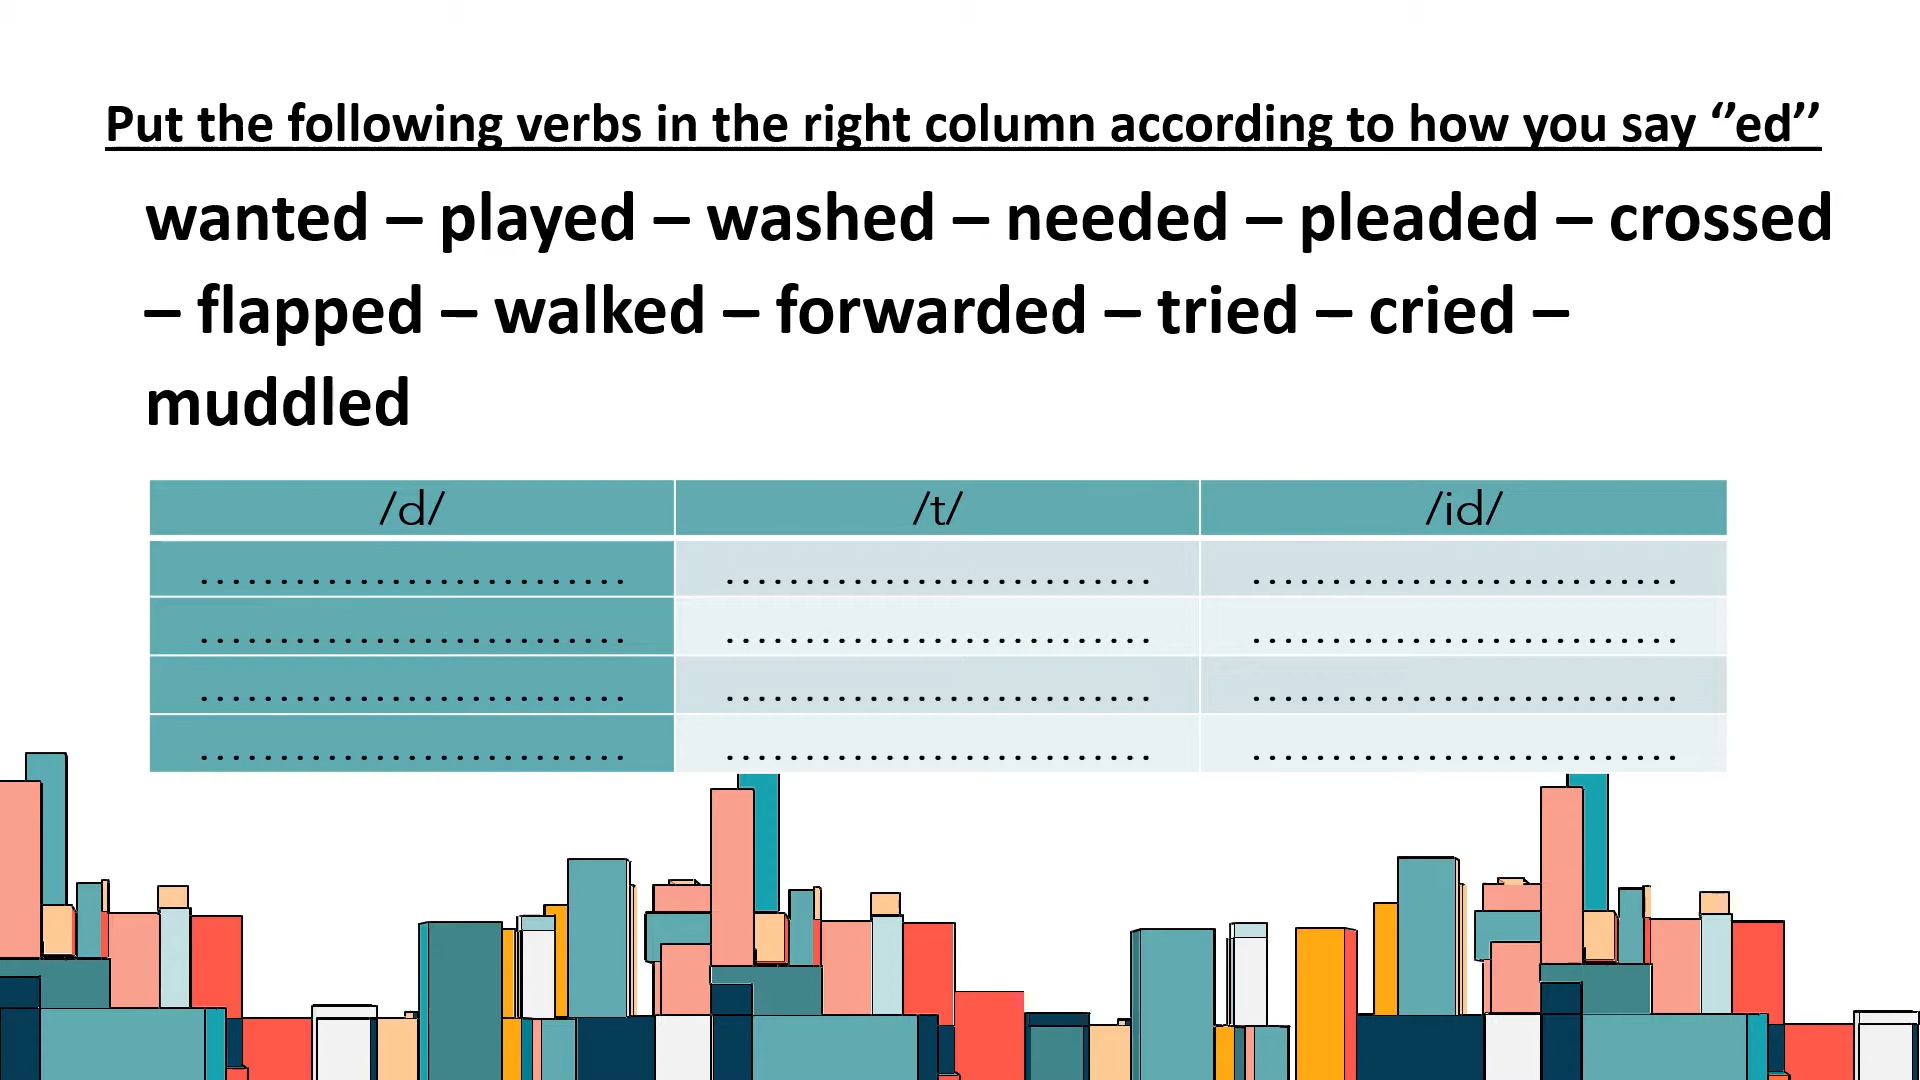 Put the following verbs in the right column according to how you say ‘’ed’’
wanted – played – washed – needed – pleaded – crossed
– flapped – walked – forwarded – tried – cried –
muddled
/d/ /t/ /id/
........................... ........................... ...........................
........................... ........................... ...........................
........................... ........................... ...........................
........................... ........................... ...........................